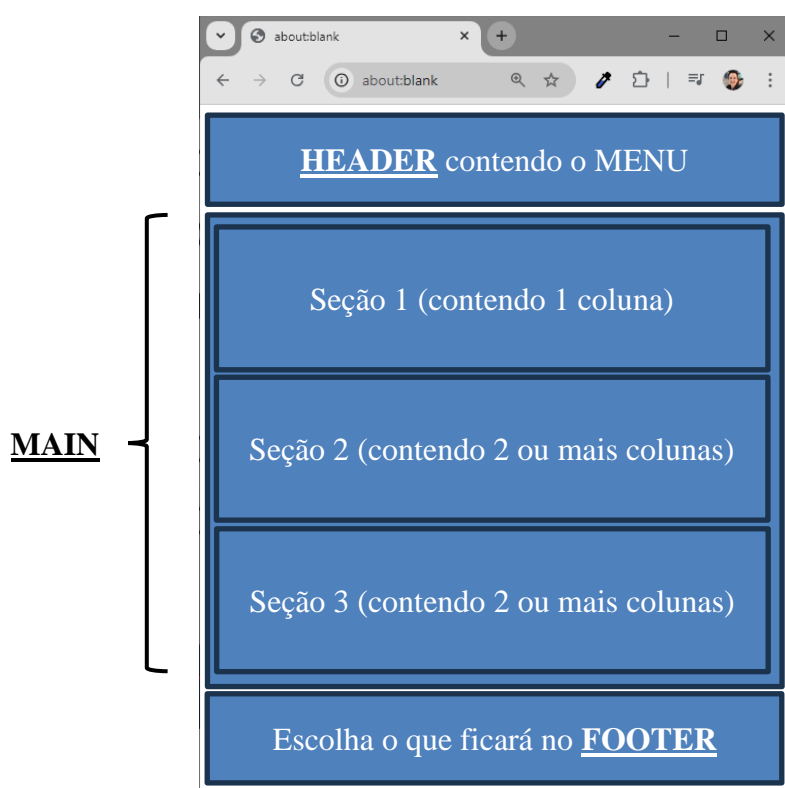 about:blank
about:blank
HEADER contendo o MENU
Seção 1 (contendo 1 coluna)
Seção 2 (contendo 2 ou mais colunas)
MAIN
Seção 3 (contendo 2 ou mais colunas)
Escolha o que ficará no FOOTER